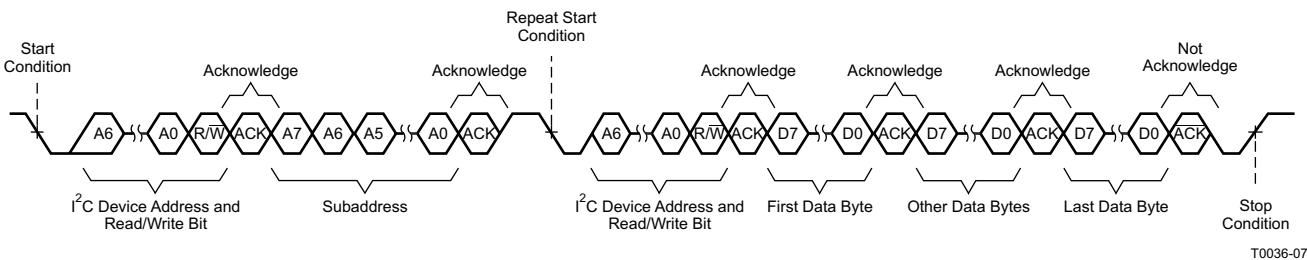 Repeat Start
Condition
Start
Condition
Not
Acknowledge
Acknowledge
Acknowledge
Acknowledge
Acknowledge
Acknowledge
A6 A0 R/W̅ ACK A7 A6 A5 A0 ACK A6 A0 R/W̅ ACK D7 D0 ACK D7 D0 ACK D7 D0 A̅C̅K̅
I²C Device Address and
Read/Write Bit
Subaddress
I²C Device Address and
Read/Write Bit
First Data Byte
Other Data Bytes
Last Data Byte
Stop
Condition
T0036-07